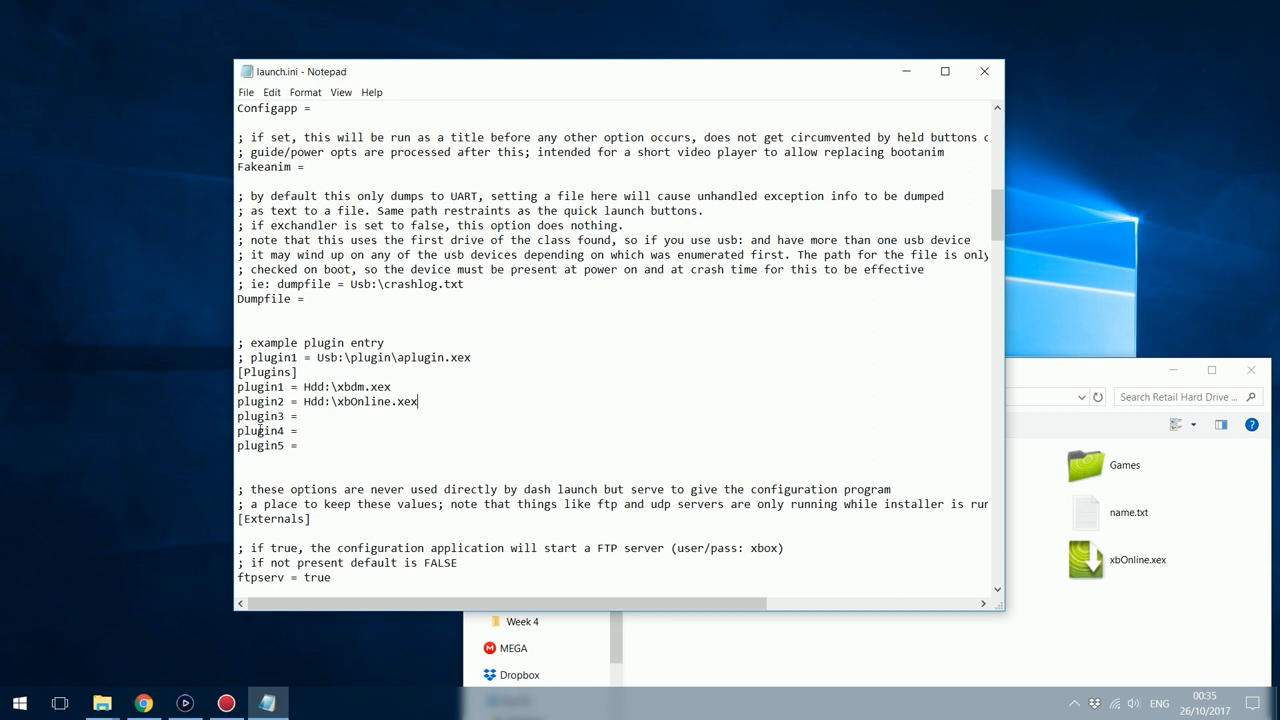 launch.ini - Notepad
File Edit Format View Help
Configapp =
; if set, this will be run as a title before any other option occurs, does not get circumvented by held buttons
; guide/power opts are processed after this; intended for a short video player to allow replacing bootanim
Fakeanim =
; by default this only dumps to UART, setting a file here will cause unhandled exception info to be dumped
; as text to a file. Same path restraints as the quick launch buttons.
; if exchandler is set to false, this option does nothing.
; note that this uses the first drive of the class found, so if you use usb: and have more than one usb device
; it may wind up on any of the usb devices depending on which was enumerated first. The path for the file is only
; checked on boot, so the device must be present at power on and at crash time for this to be effective
; ie: dumpfile = Usb:\crashlog.txt
Dumpfile =
; example plugin entry
; plugin1 = Usb:\plugin\aplugin.xex
[Plugins]
plugin1 = Hdd:\xbdm.xex
plugin2 = Hdd:\xbOnline.xex
plugin3 =
plugin4 =
plugin5 =
; these options are never used directly by dash launch but serve to give the configuration program
; a place to keep these values; note that things like ftp and udp servers are only running while installer is run
[Externals]
; if true, the configuration application will start a FTP server (user/pass: xbox)
; if not present default is FALSE
ftpserv = true
Search Retail Hard Drive ...
Games
name.txt
xbOnline.xex
Week 4
MEGA
Dropbox
ENG
00:35
26/10/2017